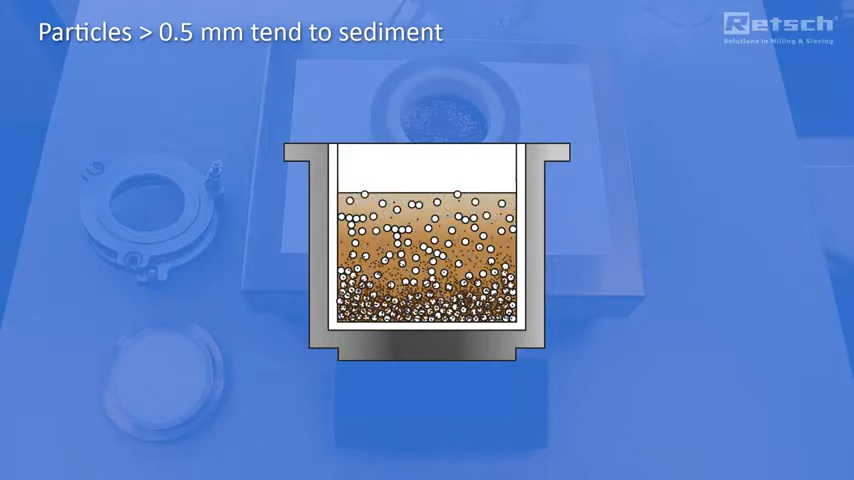 Particles > 0.5 mm tend to sediment
Retsch
Solutions in Milling & Sieving